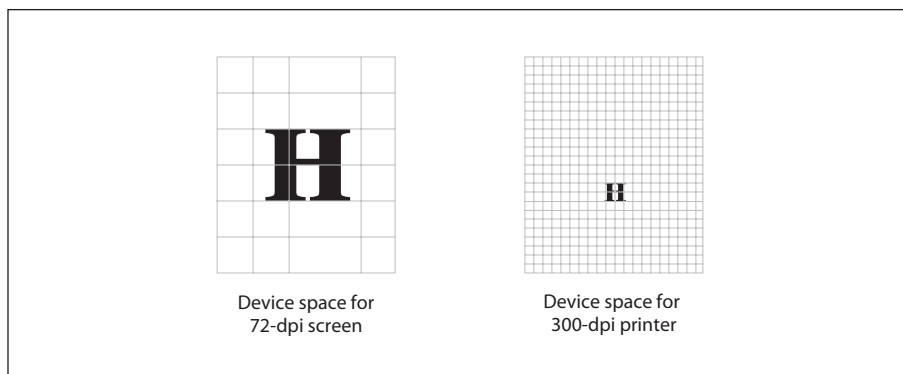 H
H
Device space for
72-dpi screen
Device space for
300-dpi printer